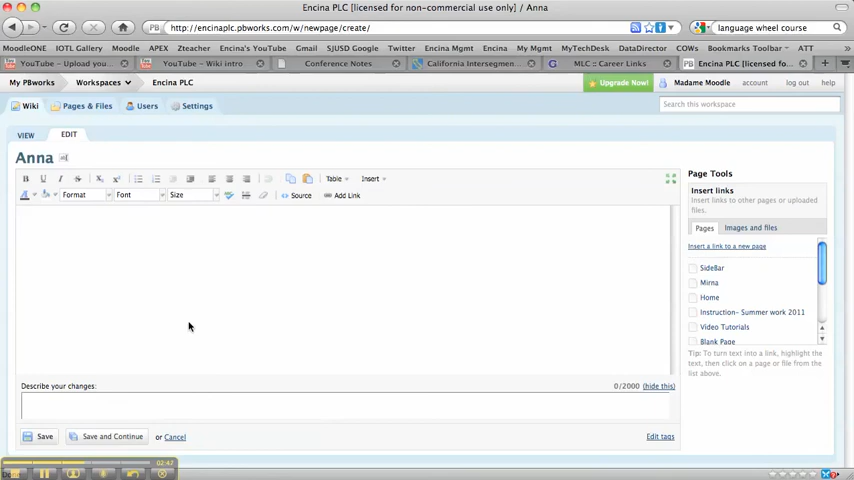 Encina PLC [licensed for non-commercial use only] / Anna
PB http://encinaplc.pbworks.com/w/newpage/create/
language wheel course
MoodleONE IOTL Gallery Moodle APEX Zteacher Encina's YouTube Gmail SJUSD Google Twitter Encina Mgmt Encina My Mgmt MyTechDesk DataDirector COWs Bookmarks Toolbar ATT
YouTube – Upload you...
YouTube – Wiki intro
Conference Notes
California Intersegmen...
MLC :: Career Links
Encina PLC [licensed fo...
My PBworks Workspaces Encina PLC
Upgrade Now! Madame Moodle account log out help
Wiki Pages & Files Users Settings
Search this workspace
VIEW EDIT
Anna
B I U S
Table Insert
Format Font Size Source Add Link
Page Tools
Insert links
Insert links to other pages or uploaded files.
Pages Images and files
Insert a link to a new page
SideBar
Mirna
Home
Instruction- Summer work 2011
Video Tutorials
Blank Page
Tip: To turn text into a link, highlight the text, then click on a page or file from the list above.
Describe your changes: 0/2000 (hide this)
Save Save and Continue or Cancel Edit tags
02:47